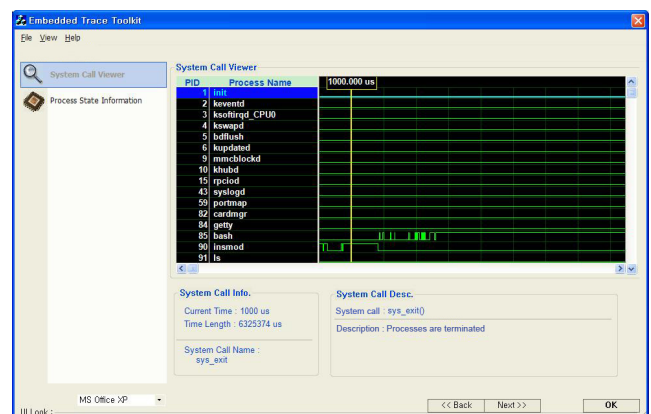 Embedded Trace Toolkit
File View Help
System Call Viewer
Process State Information
System Call Viewer
PID Process Name
1000.000 us
1 init
2 keventd
3 ksoftirqd_CPU0
4 kswapd
5 bdflush
6 kupdated
9 mmcblockd
10 khubd
15 rpciod
43 syslogd
59 portmap
82 cardmgr
84 getty
85 bash
90 insmod
91 ls
System Call Info.
Current Time : 1000 us
Time Length : 6325374 us
System Call Name :
sys_exit
System Call Desc.
System call : sys_exit()
Description : Processes are terminated
MS Office XP
<< Back Next >> OK
UI Look :